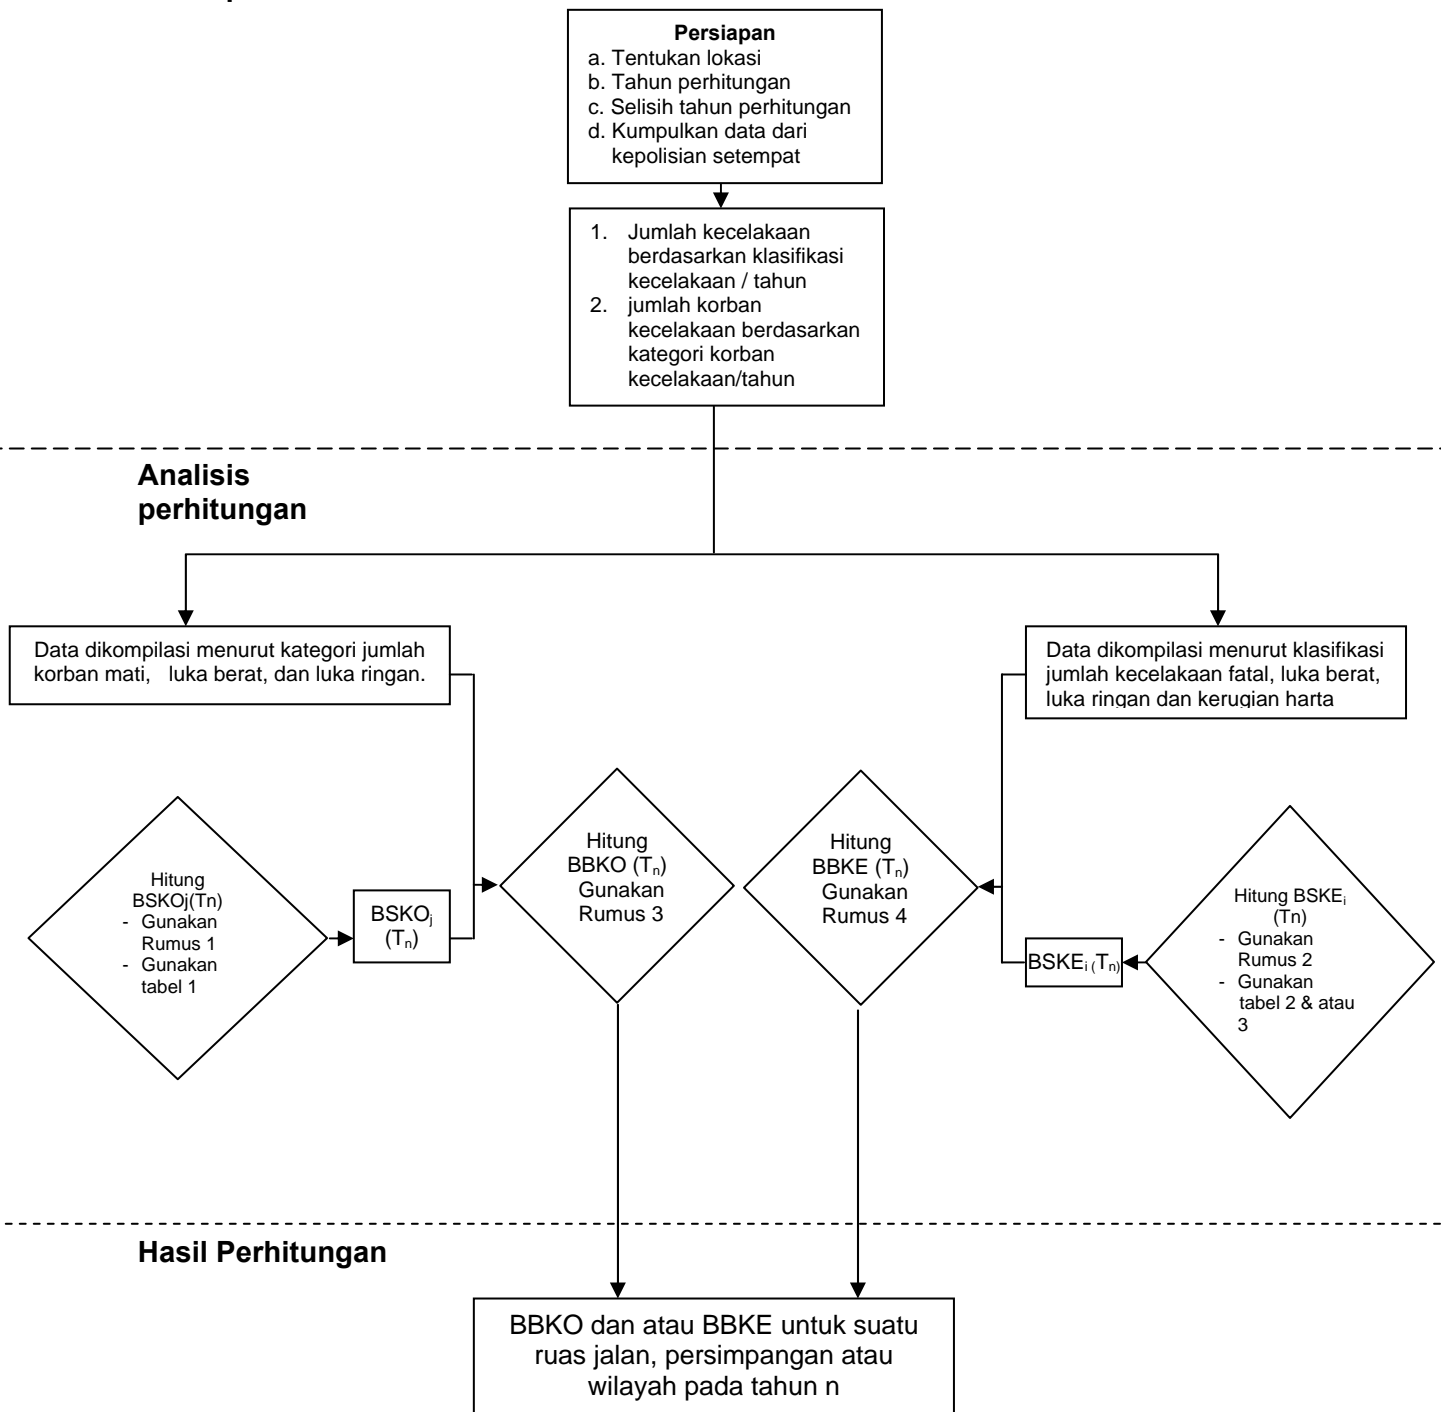 Persiapan
a. Tentukan lokasi
b. Tahun perhitungan
c. Selisih tahun perhitungan
d. Kumpulkan data dari
kepolisian setempat
1. Jumlah kecelakaan
berdasarkan klasifikasi
kecelakaan / tahun
2. jumlah korban
kecelakaan berdasarkan
kategori korban
kecelakaan/tahun
Analisis
perhitungan
Data dikompilasi menurut kategori jumlah
korban mati, luka berat, dan luka ringan.
Data dikompilasi menurut klasifikasi
jumlah kecelakaan fatal, luka berat,
luka ringan dan kerugian harta
Hitung
BSKOj(Tn)
- Gunakan
Rumus 1
- Gunakan
tabel 1
BSKOj
(Tn)
Hitung
BBKO (Tn)
Gunakan
Rumus 3
Hitung
BBKE (Tn)
Gunakan
Rumus 4
BSKEi (Tn)
Hitung BSKEi
(Tn)
- Gunakan
Rumus 2
- Gunakan
tabel 2 & atau
3
Hasil Perhitungan
BBKO dan atau BBKE untuk suatu
ruas jalan, persimpangan atau
wilayah pada tahun n